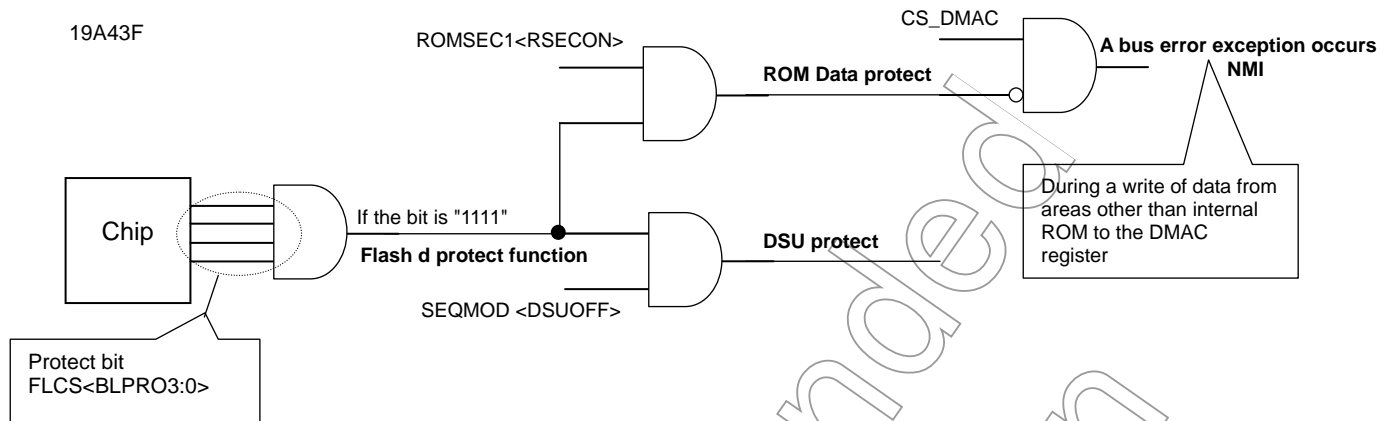 19A43F
ROMSEC1<RSECON>
CS_DMAC
A bus error exception occurs
NMI
ROM Data protect
Chip
If the bit is "1111"
Flash d protect function
DSU protect
SEQMOD <DSUOFF>
During a write of data from
areas other than internal
ROM to the DMAC
register
Protect bit
FLCS<BLPRO3:0>